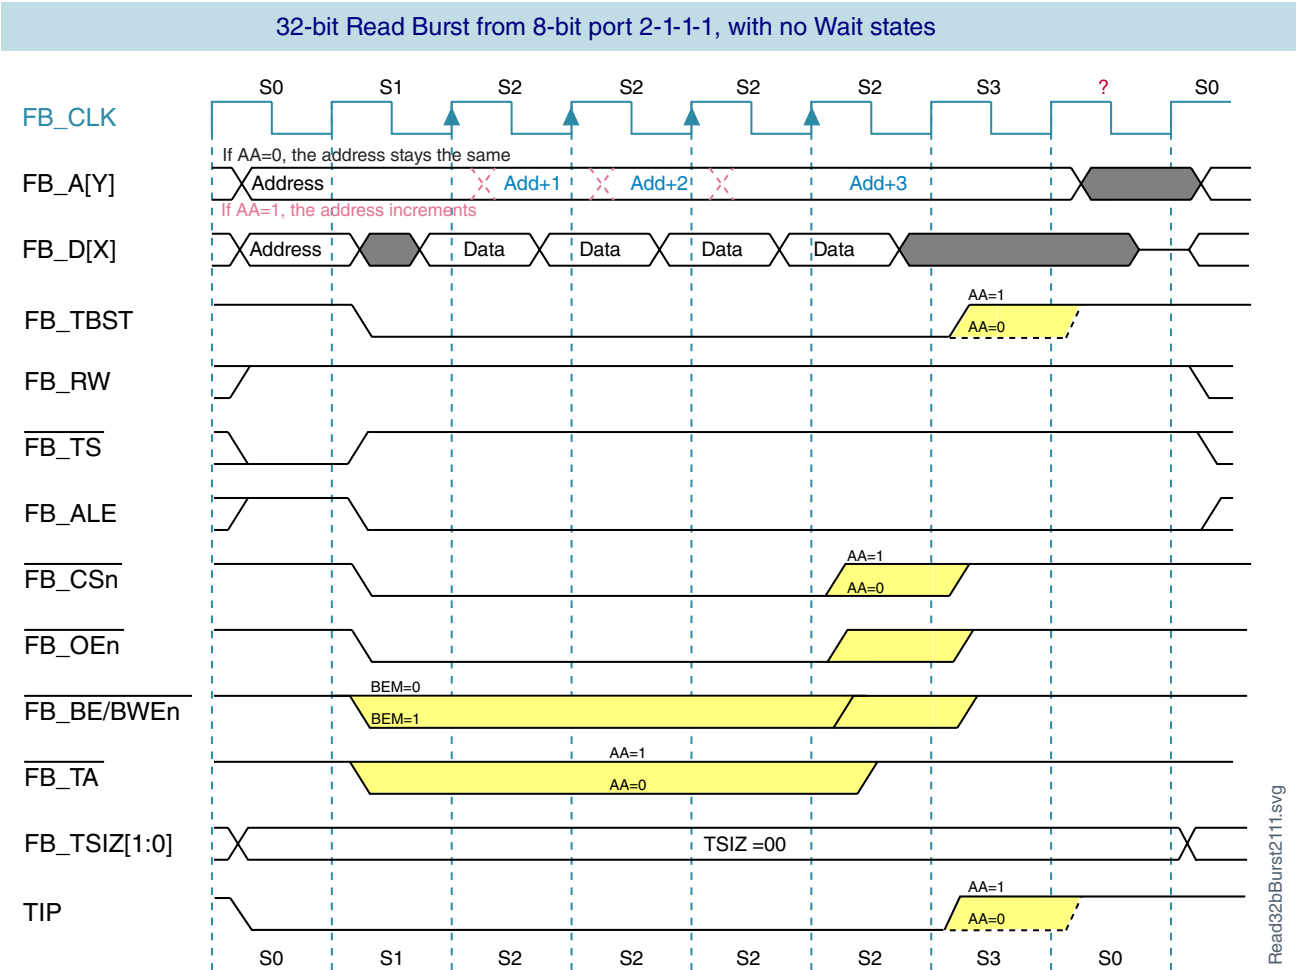 32-bit Read Burst from 8-bit port 2-1-1-1, with no Wait states
S0 S1 S2 S2 S2 S2 S3 ? S0
FB_CLK
If AA=0, the address stays the same
FB_A[Y] Address Add+1 Add+2 Add+3
If AA=1, the address increments
FB_D[X] Address Data Data Data Data
AA=1
FB_TBST
AA=0
FB_RW
FB_TS
FB_ALE
AA=1
FB_CSn
AA=0
FB_OEn
BEM=0
FB_BE/BWEn
BEM=1
AA=1
FB_TA
AA=0
FB_TSIZ[1:0] TSIZ =00
AA=1
TIP
AA=0
S0 S1 S2 S2 S2 S2 S3 S0
Read32bBurst2111.svg